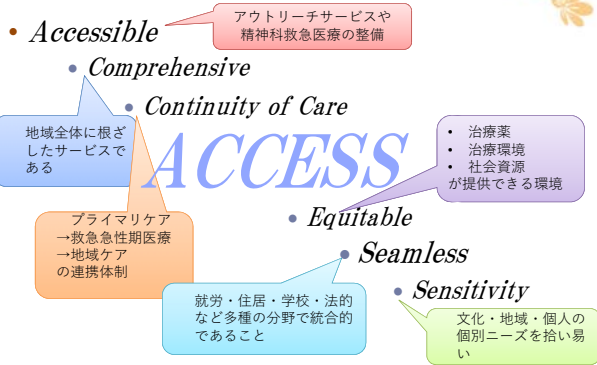 • Accessible
アウトリーチサービスや
精神科救急医療の整備
• Comprehensive
地域全体に根ざ
したサービスで
ある
• Continuity of Care
プライマリケア
→救急急性期医療
→地域ケア
の連携体制
ACCESS
• 治療薬
• 治療環境
• 社会資源
が提供できる環境
• Equitable
• Seamless
就労・住居・学校・法的
など多種の分野で統合的
であること
• Sensitivity
文化・地域・個人の
個別ニーズを拾い易
い